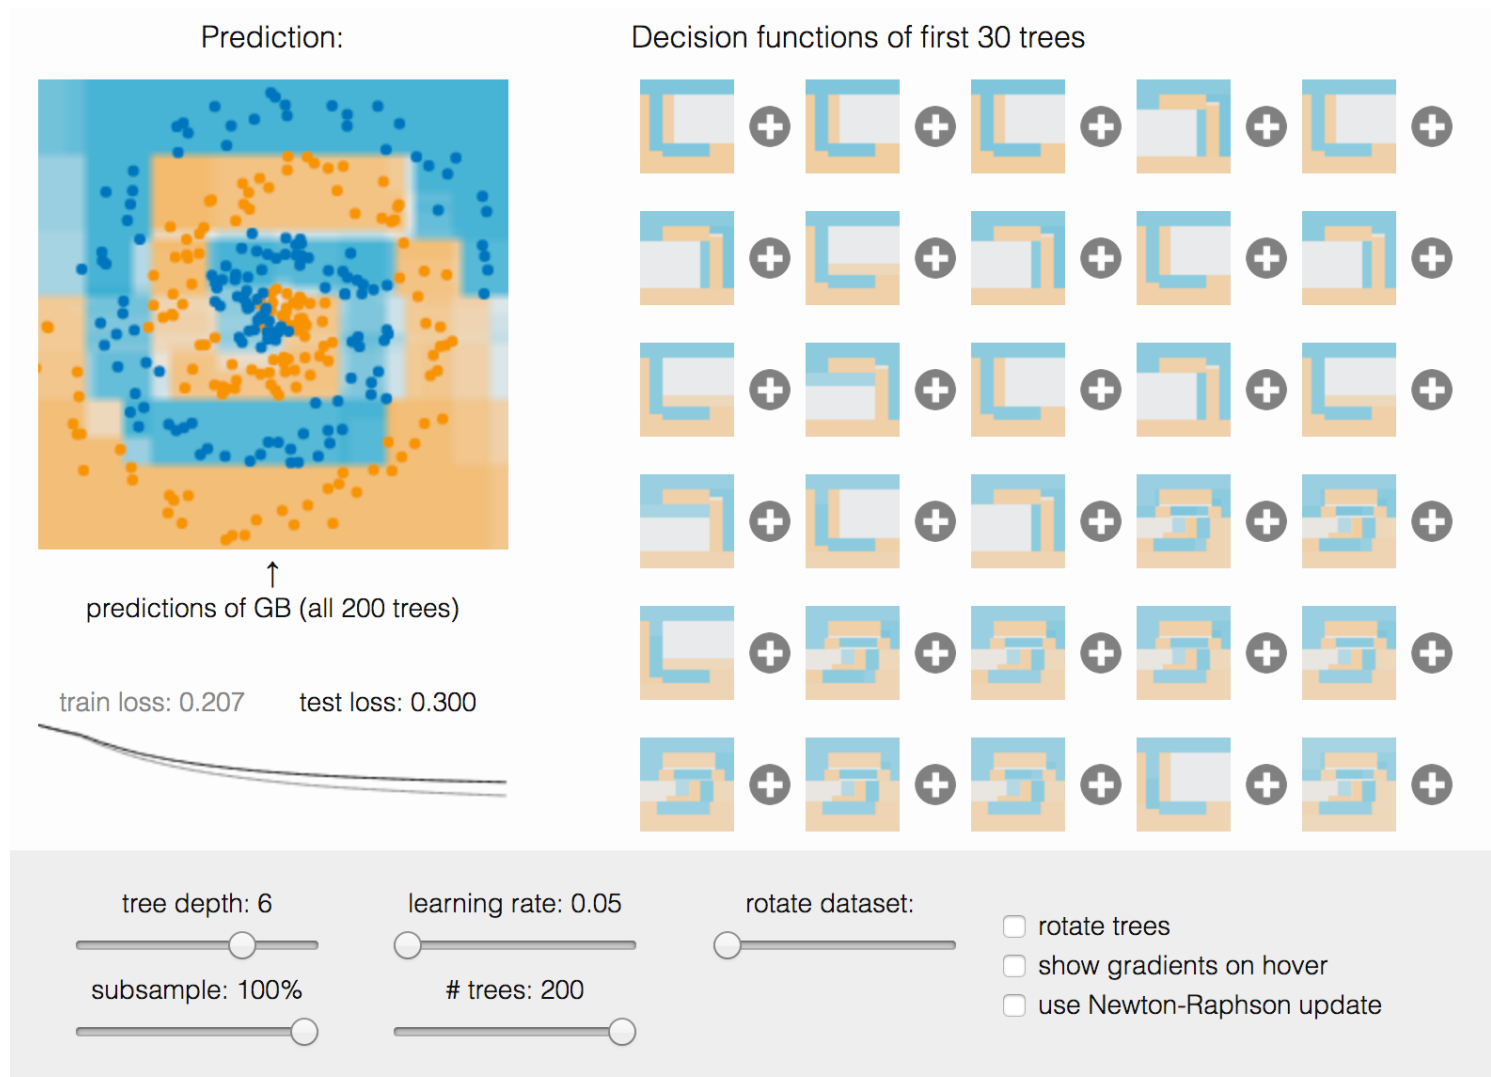 Prediction:
Decision functions of first 30 trees
↑
predictions of GB (all 200 trees)
train loss: 0.207
test loss: 0.300
tree depth: 6
learning rate: 0.05
rotate dataset:
rotate trees
show gradients on hover
subsample: 100%
# trees: 200
use Newton-Raphson update